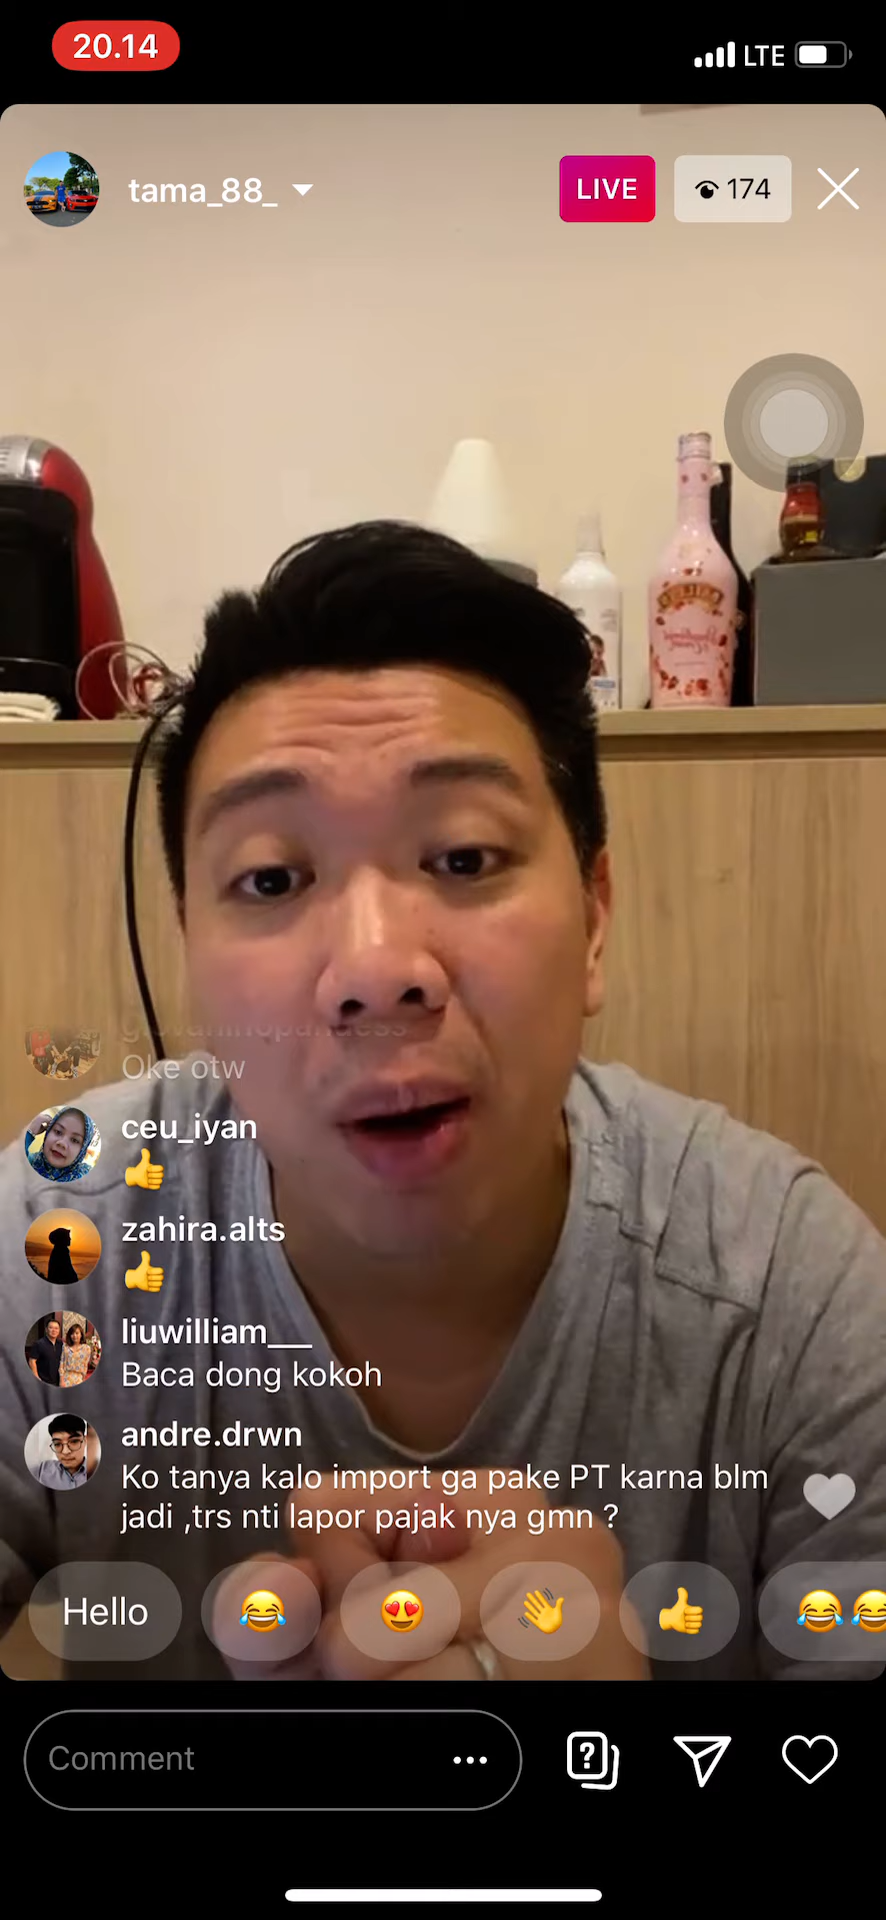 20.14
LTE
tama_88_
LIVE
174
Oke otw
ceu_iyan
👍
zahira.alts
👍
liuwilliam___
Baca dong kokoh
andre.drwn
Ko tanya kalo import ga pake PT karna blm
jadi ,trs nti lapor pajak nya gmn ?
Hello 😂 😍 👋 👍 😂😂
Comment